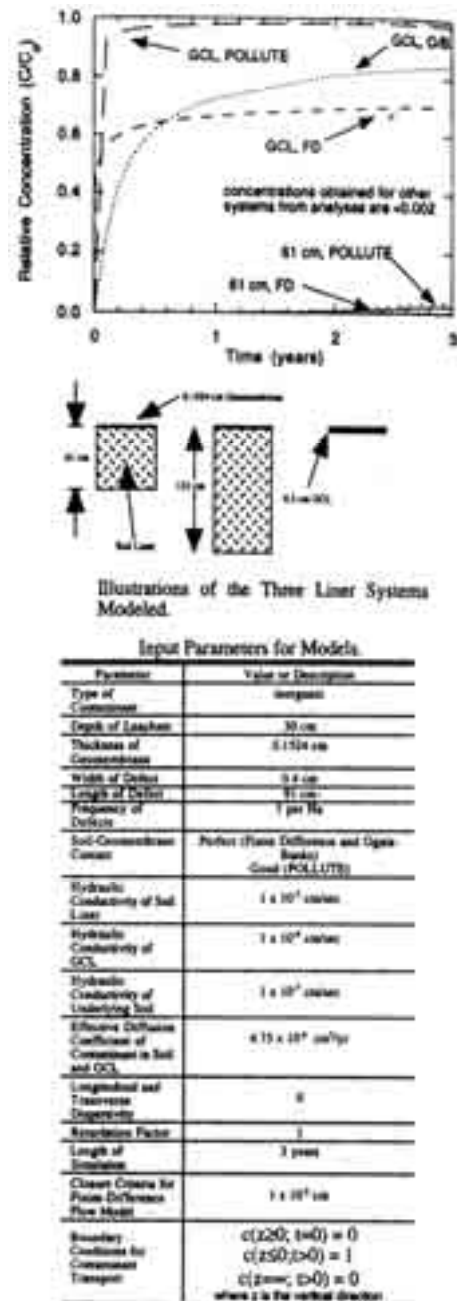 Relative Concentration (C/C₀)
1.0
0.8
0.6
0.4
0.2
0.0
GCL, POLLUTE
GCL, O/B
GCL, FD
concentrations obtained for other
systems from analyses are <0.002
61 cm, POLLUTE
61 cm, FD
0
1
2
3
Time (years)
Soil Liner
Illustrations of the Three Liner Systems
Modeled.
Input Parameters for Models.
Parameter
Value or Description
Type of
Contaminant
inorganic
Depth of Leachate
30 cm
Thickness of
Geomembrane
0.1524 cm
Width of Defect
0.4 cm
Length of Defect
91 cm
Frequency of
Defects
Soil-Geomembrane
Contact
Perfect (Finite Difference and Ogata-
Banks)
Good (POLLUTE)
Hydraulic
Conductivity of Soil
Liner
Hydraulic
Conductivity of
GCL
Hydraulic
Conductivity of
Underlying Soil
Effective Diffusion
Coefficient of
Contaminant in Soil
and GCL
Longitudinal and
Transverse
Dispersivity
0
Retardation Factor
1
Length of
Simulation
3 years
Closure Criteria for
Finite-Difference
Flow Model
Boundary
Conditions for
Contaminant
Transport
c(z≥0; t=0) = 0
c(z≤0; t>0) = 1
c(z=∞; t>0) = 0
where z is the vertical direction